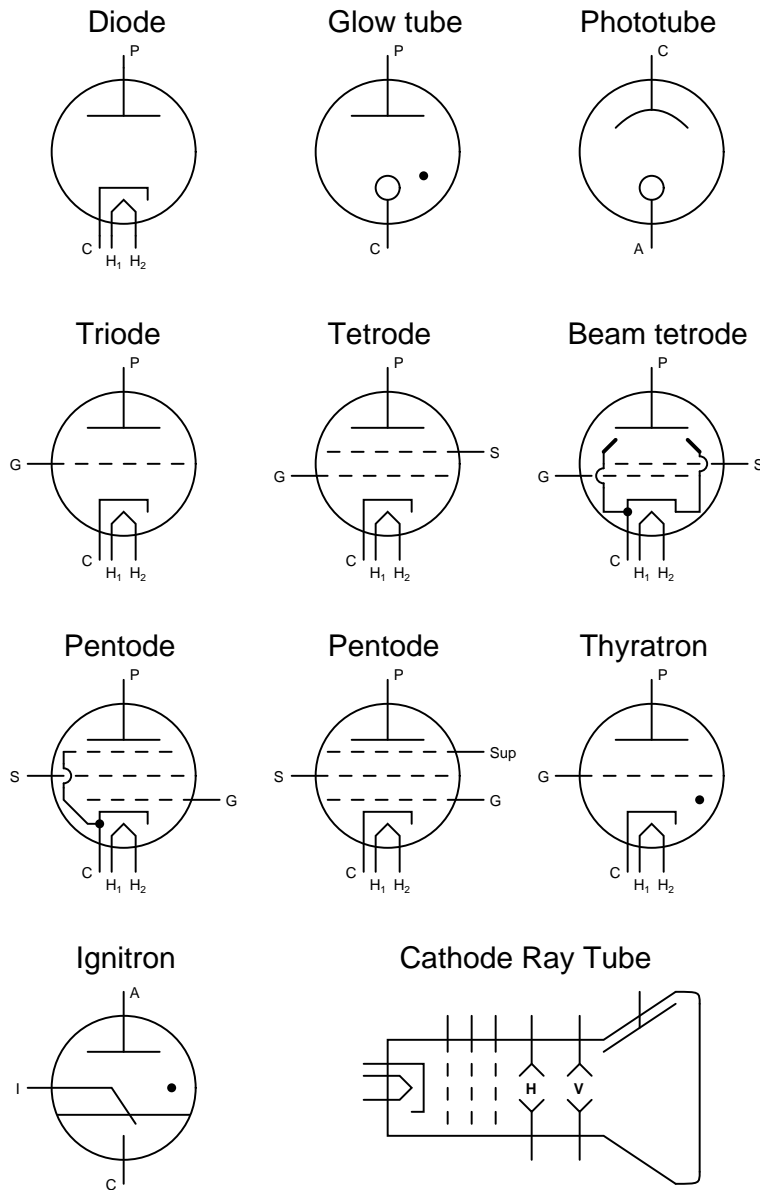 Diode Glow tube Phototube
P P C
C H₁ H₂ C A
Triode Tetrode Beam tetrode
P P P
G G S G S
C H₁ H₂ C H₁ H₂ C H₁ H₂
Pentode Pentode Thyratron
P P P
S G S Sup G G
C H₁ H₂ C H₁ H₂ C H₁ H₂
Ignitron Cathode Ray Tube
A
I H V
C